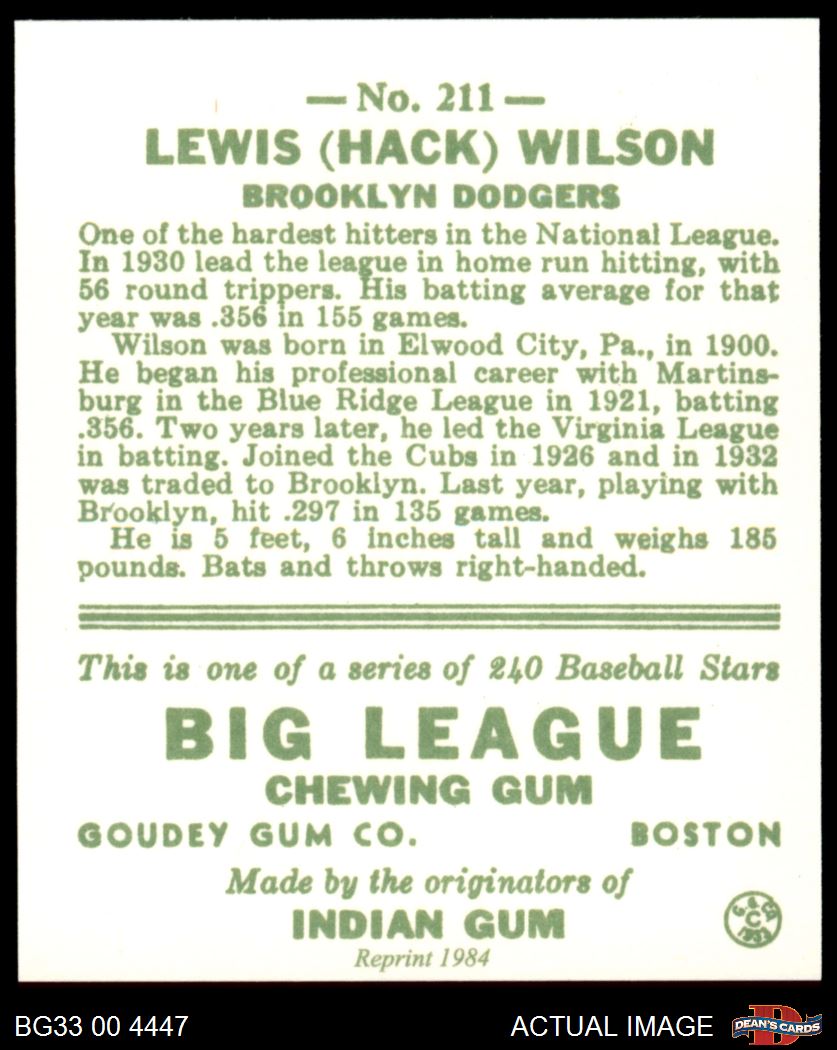 — No. 211 —
LEWIS (HACK) WILSON
BROOKLYN DODGERS
One of the hardest hitters in the National League.
In 1930 lead the league in home run hitting, with
56 round trippers. His batting average for that
year was .356 in 155 games.
Wilson was born in Elwood City, Pa., in 1900.
He began his professional career with Martins-
burg in the Blue Ridge League in 1921, batting
.356. Two years later, he led the Virginia League
in batting. Joined the Cubs in 1926 and in 1932
was traded to Brooklyn. Last year, playing with
Brooklyn, hit .297 in 135 games.
He is 5 feet, 6 inches tall and weighs 185
pounds. Bats and throws right-handed.
This is one of a series of 240 Baseball Stars
BIG LEAGUE
CHEWING GUM
GOUDEY GUM CO. BOSTON
Made by the originators of
INDIAN GUM
Reprint 1984
BG33 00 4447 ACTUAL IMAGE
D
DEAN'S CARDS